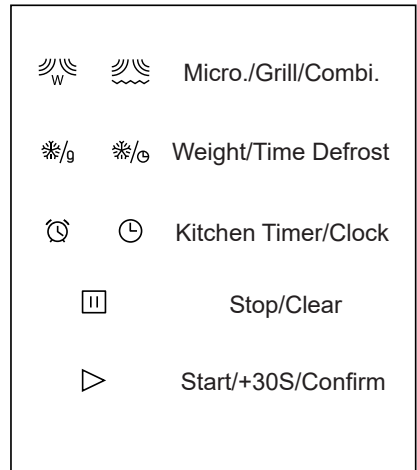 W Micro./Grill/Combi.
/g / Weight/Time Defrost
Kitchen Timer/Clock
Stop/Clear
Start/+30S/Confirm